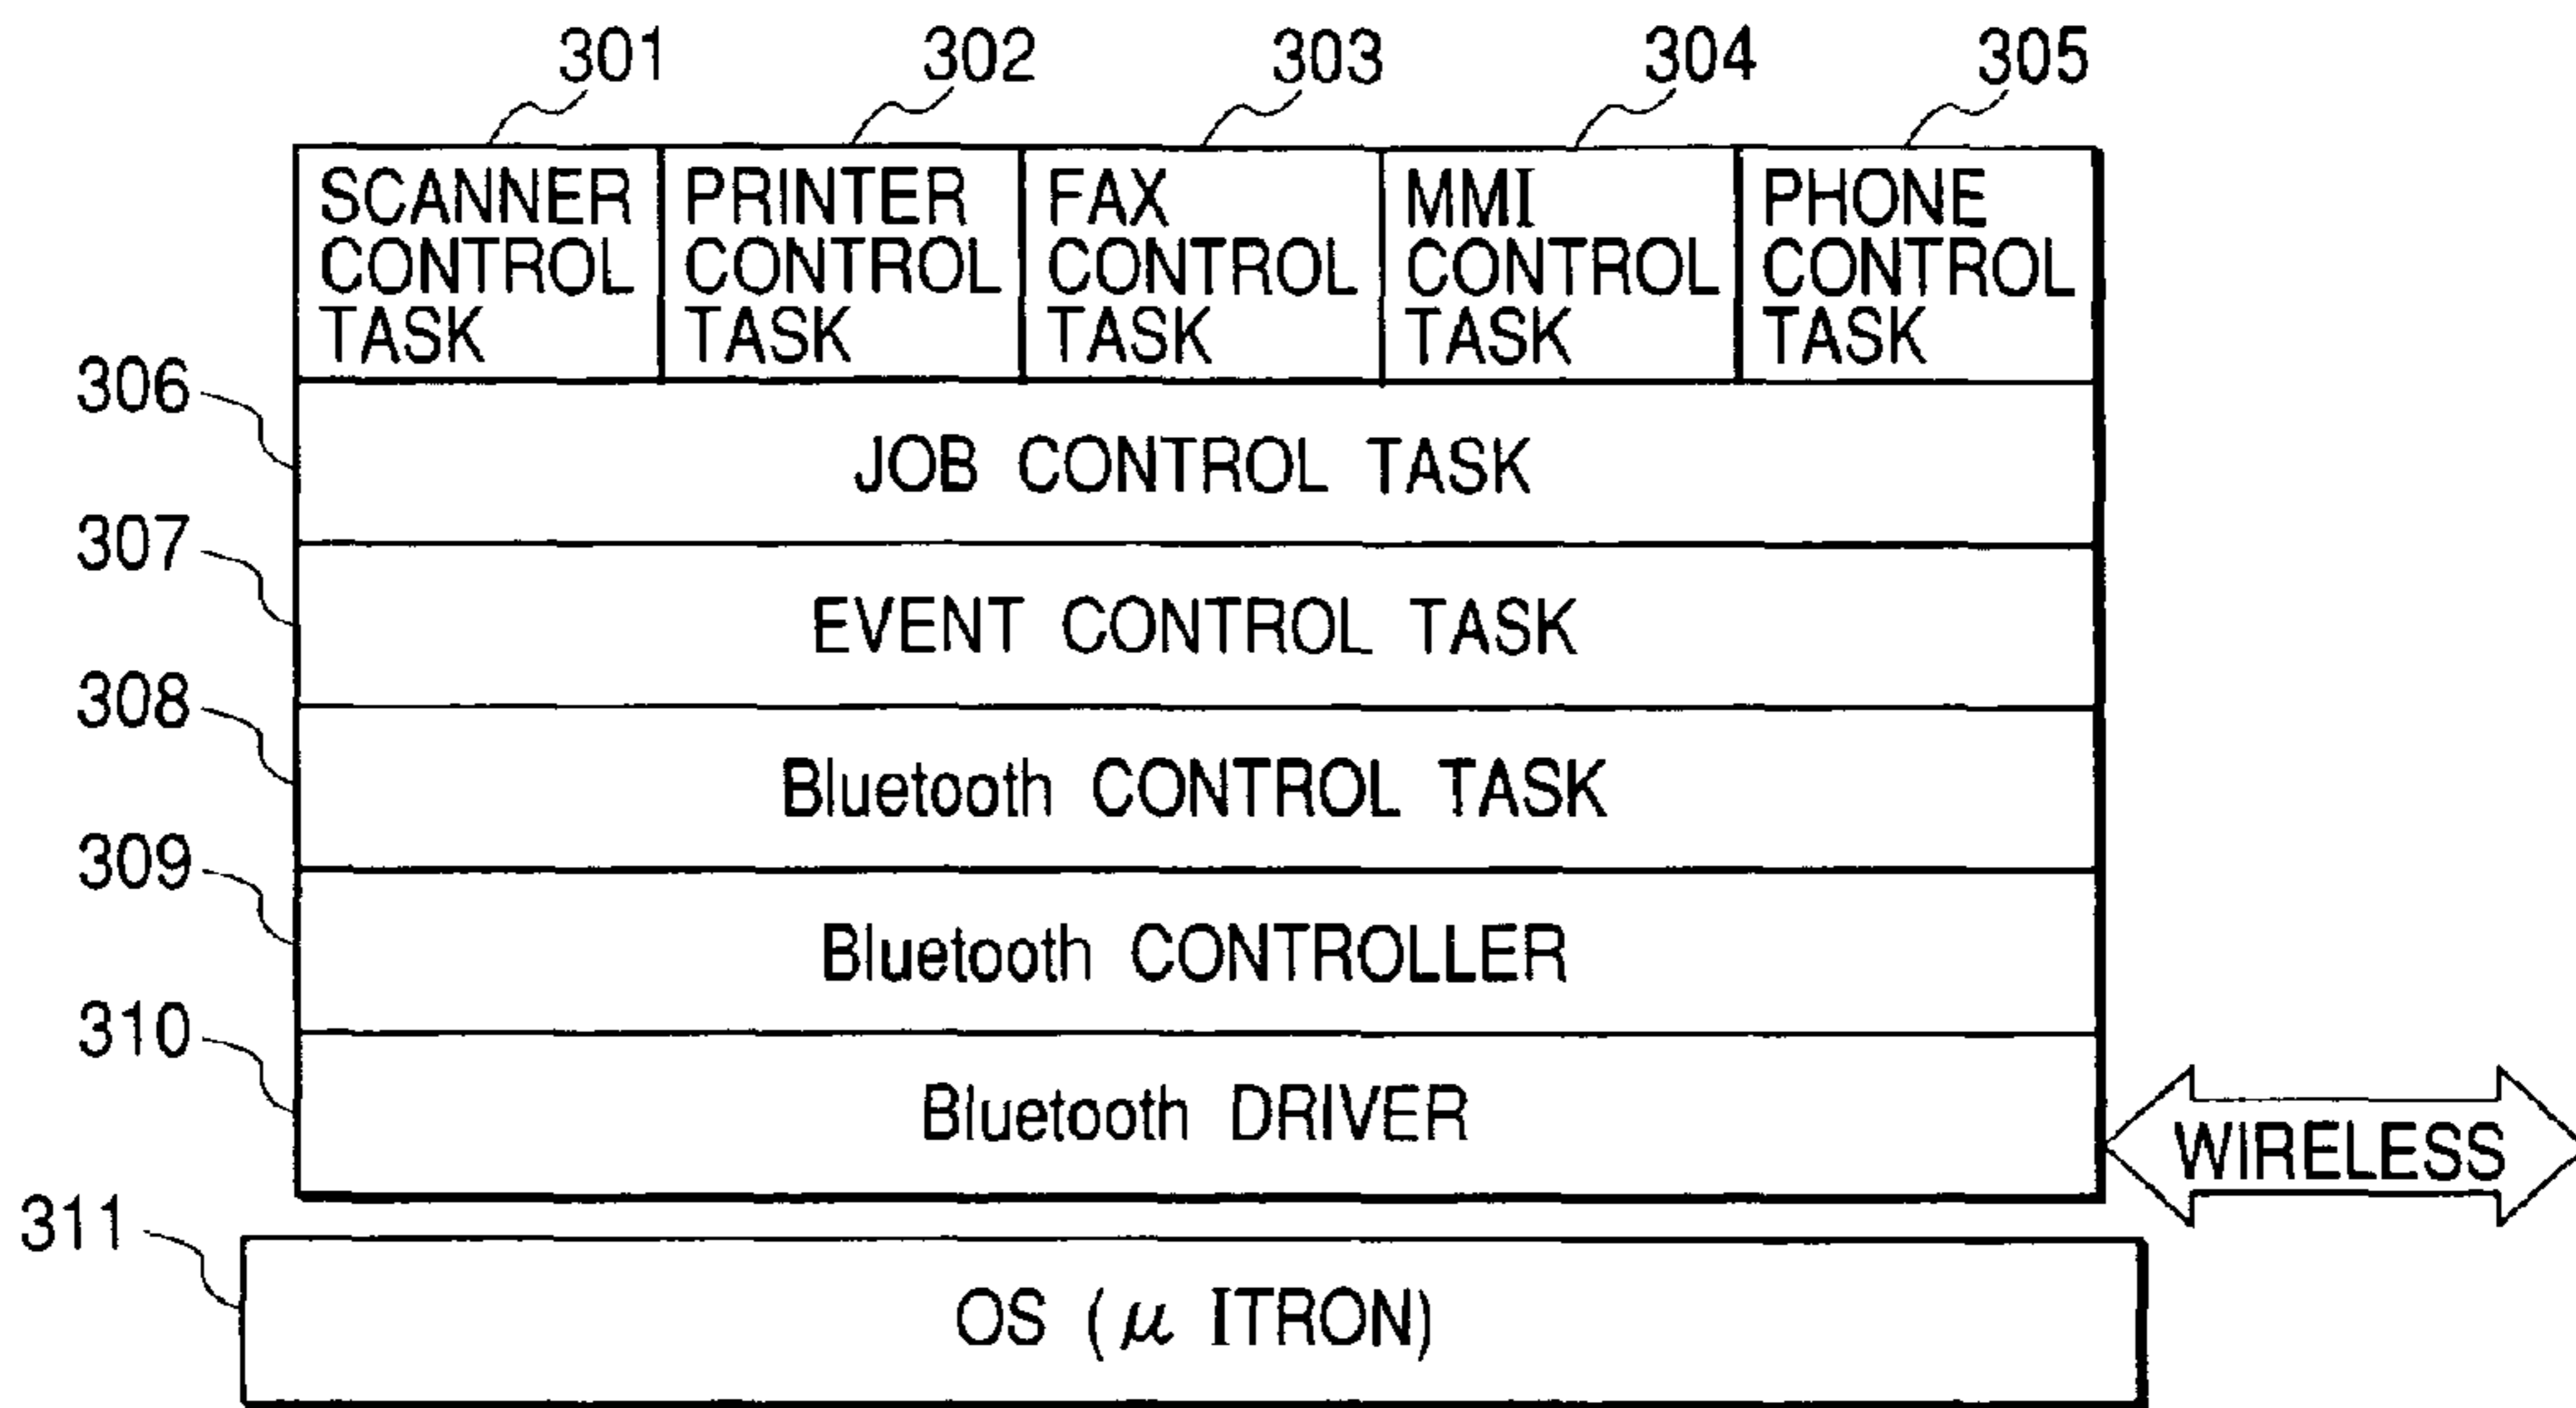 301 302 303 304 305
SCANNER CONTROL TASK
PRINTER CONTROL TASK
FAX CONTROL TASK
MMI CONTROL TASK
PHONE CONTROL TASK
306
JOB CONTROL TASK
307
EVENT CONTROL TASK
308
Bluetooth CONTROL TASK
309
Bluetooth CONTROLLER
310
Bluetooth DRIVER
WIRELESS
311
OS (μ ITRON)